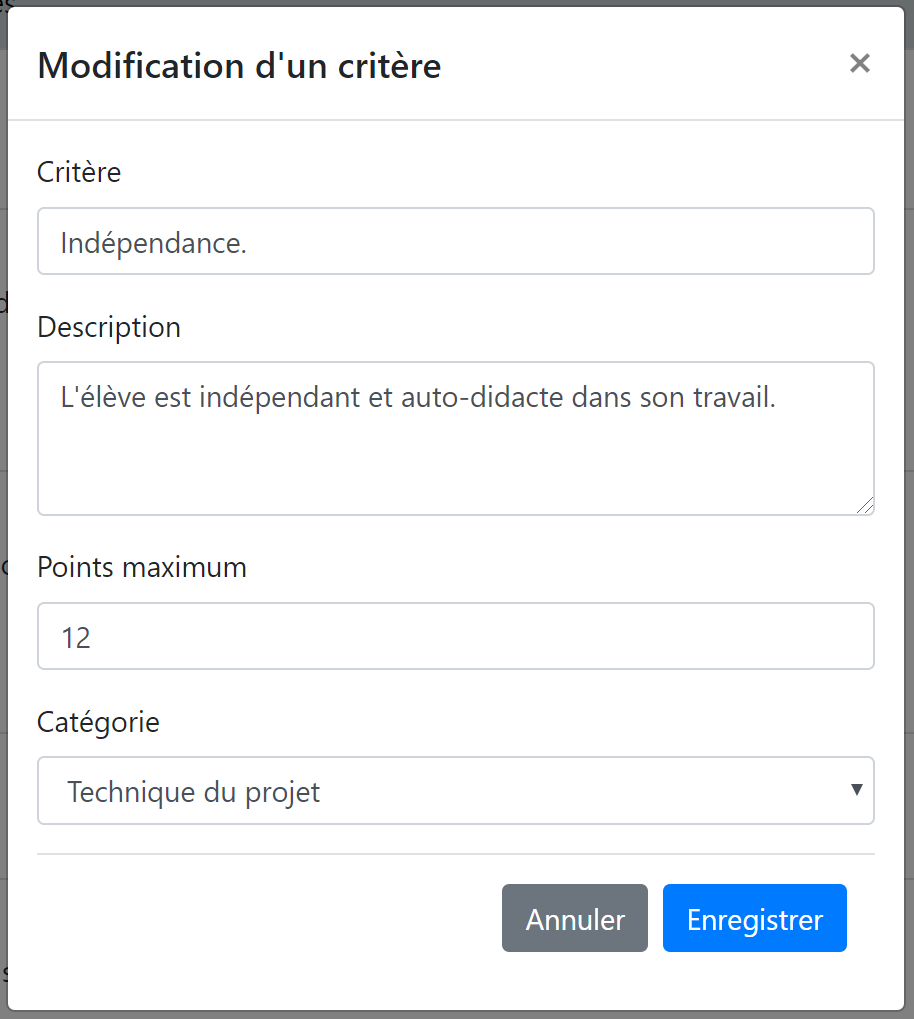 Modification d'un critère
×
Critère
Indépendance.
Description
L'élève est indépendant et auto-didacte dans son travail.
Points maximum
12
Catégorie
Technique du projet
Annuler
Enregistrer